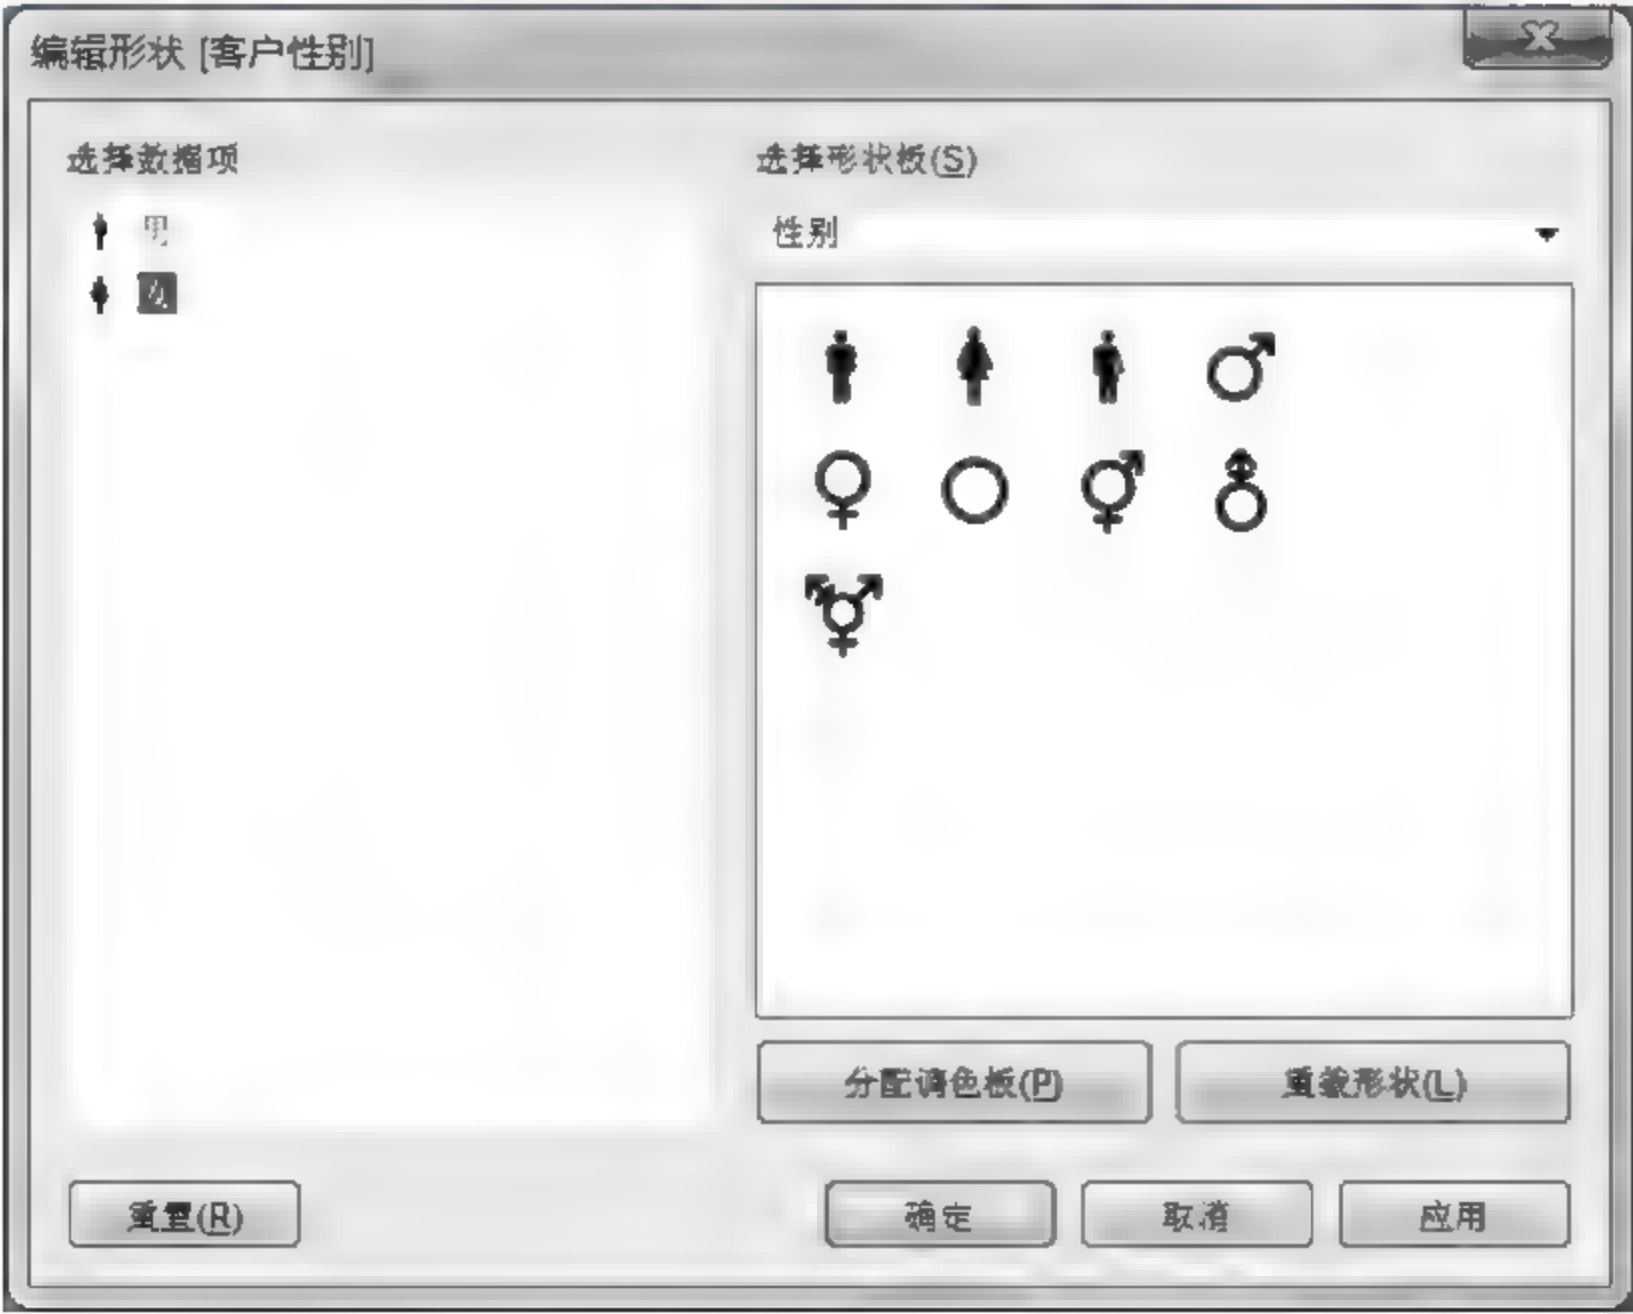 编辑形状 [客户性别]
选择数据项
男
女
选择形状板(S)
性别
分配调色板(P)
重载形状(L)
重置(R)
确定
取消
应用